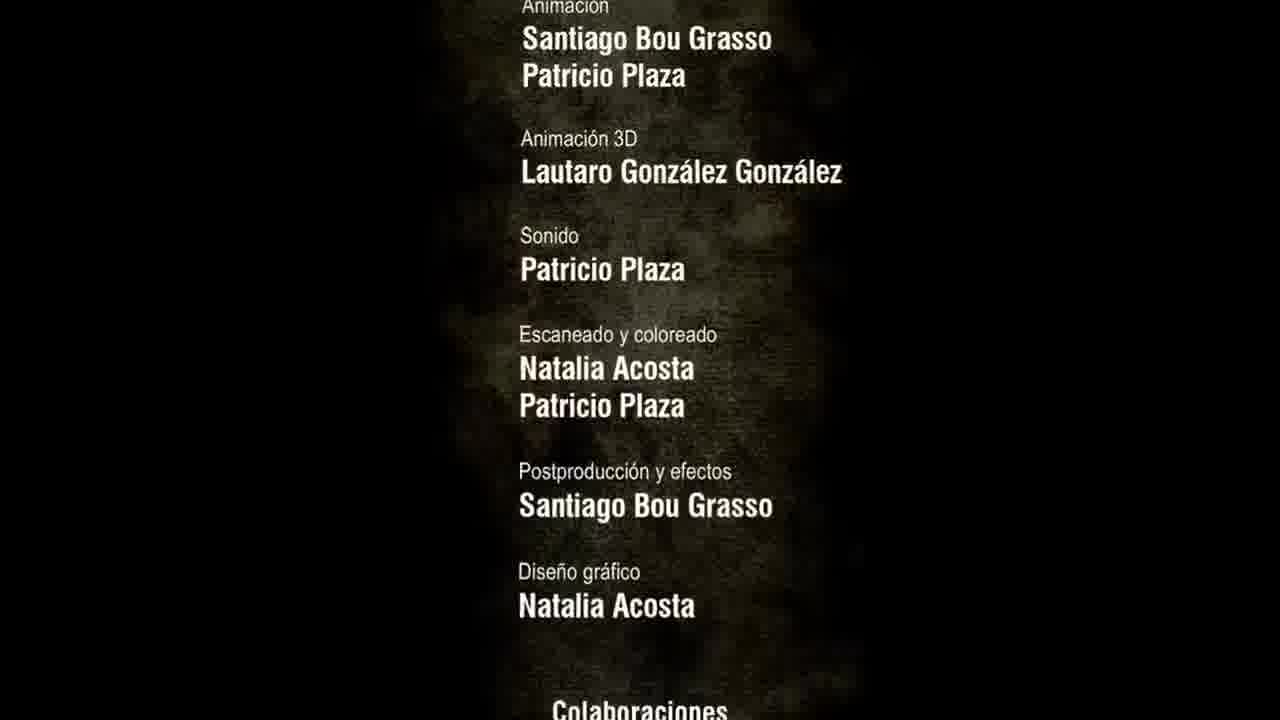 Animación
Santiago Bou Grasso
Patricio Plaza
Animación 3D
Lautaro González González
Sonido
Patricio Plaza
Escaneado y coloreado
Natalia Acosta
Patricio Plaza
Postproducción y efectos
Santiago Bou Grasso
Diseño gráfico
Natalia Acosta
Colaboraciones